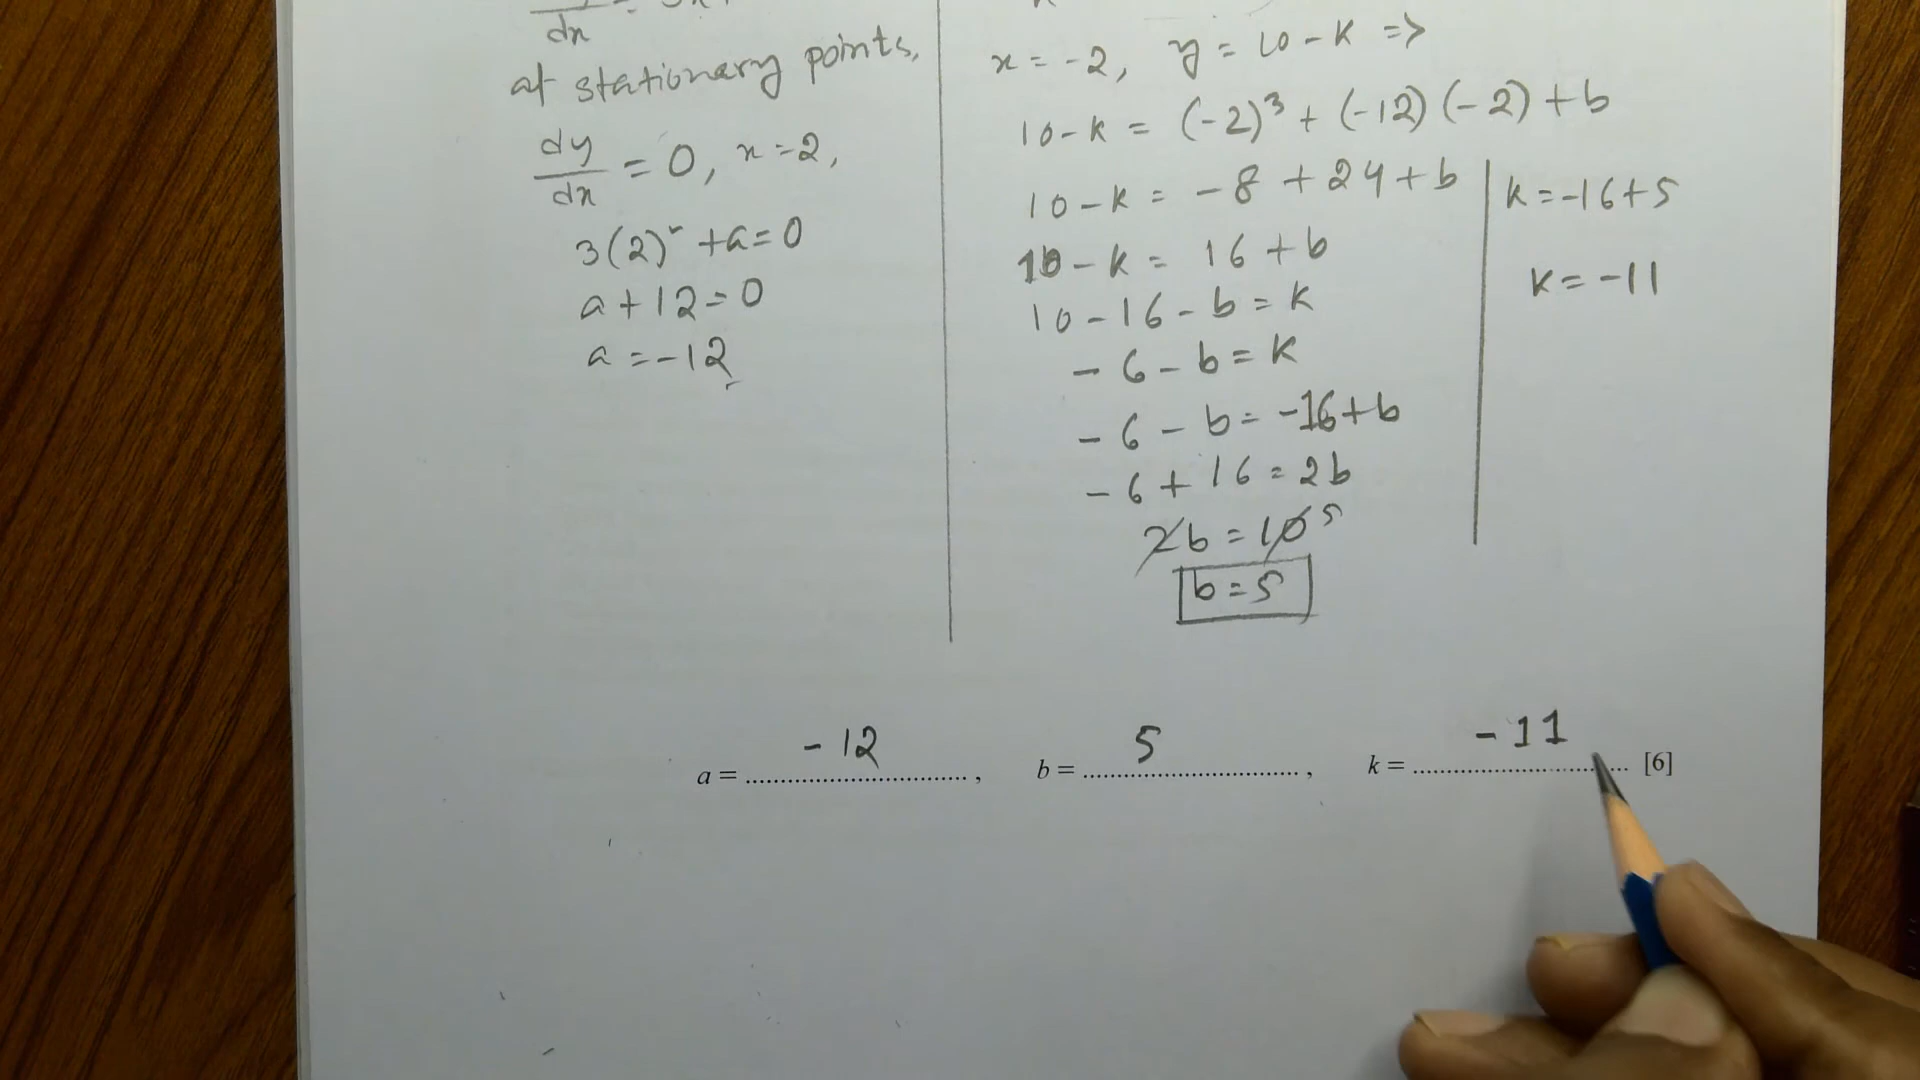 dx
at stationary points,
dy/dx = 0, x=2,
3(2)² + a = 0
a + 12 = 0
a = -12
x = -2, y = 10 - k =>
10 - k = (-2)³ + (-12)(-2) + b
10 - k = -8 + 24 + b
10 - k = 16 + b
10 - 16 - b = k
- 6 - b = k
- 6 - b = -16 + b
- 6 + 16 = 2b
2b = 10 5
b = 5
k = -16 + 5
k = -11
a = - 12 , b = 5 , k = - 11 [6]